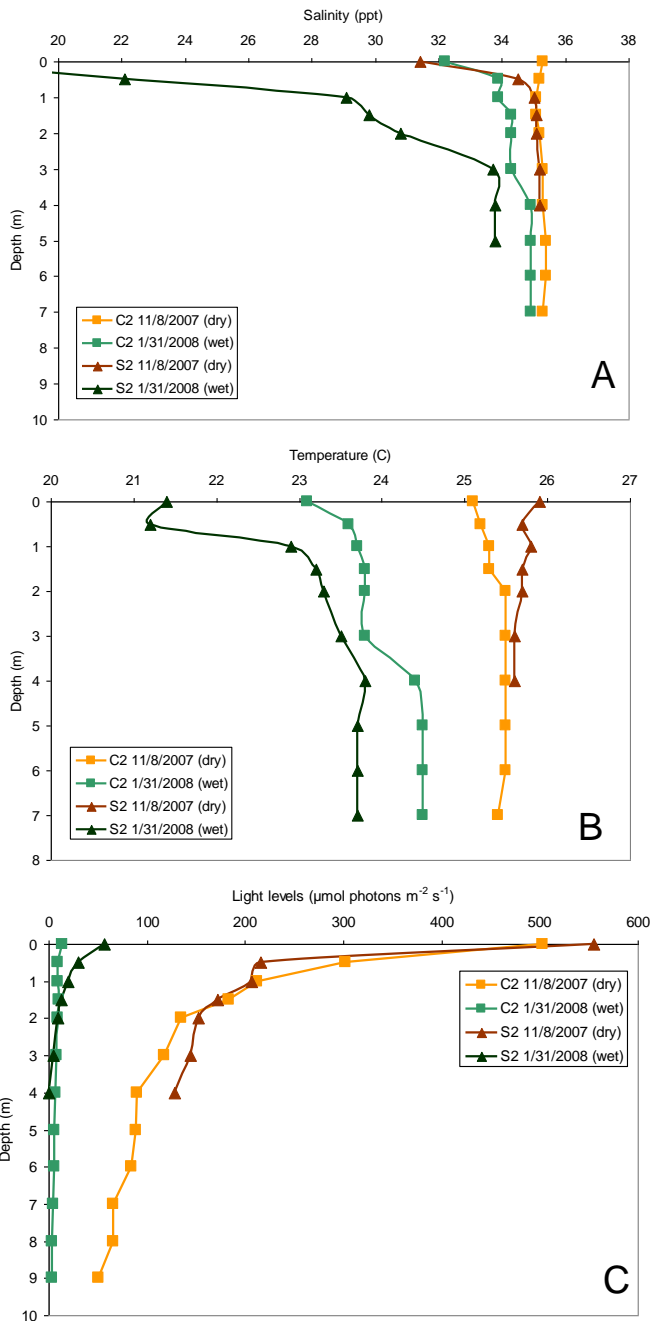 Salinity (ppt)
20 22 24 26 28 30 32 34 36 38
0
1
2
3
4
5
6
7
8
9
10
Depth (m)
C2 11/8/2007 (dry)
C2 1/31/2008 (wet)
S2 11/8/2007 (dry)
S2 1/31/2008 (wet)
A
Temperature (C)
20 21 22 23 24 25 26 27
0
1
2
3
4
5
6
7
8
Depth (m)
C2 11/8/2007 (dry)
C2 1/31/2008 (wet)
S2 11/8/2007 (dry)
S2 1/31/2008 (wet)
B
Light levels (µmol photons m⁻² s⁻¹)
0 100 200 300 400 500 600
0
1
2
3
4
5
6
7
8
9
10
Depth (m)
C2 11/8/2007 (dry)
C2 1/31/2008 (wet)
S2 11/8/2007 (dry)
S2 1/31/2008 (wet)
C